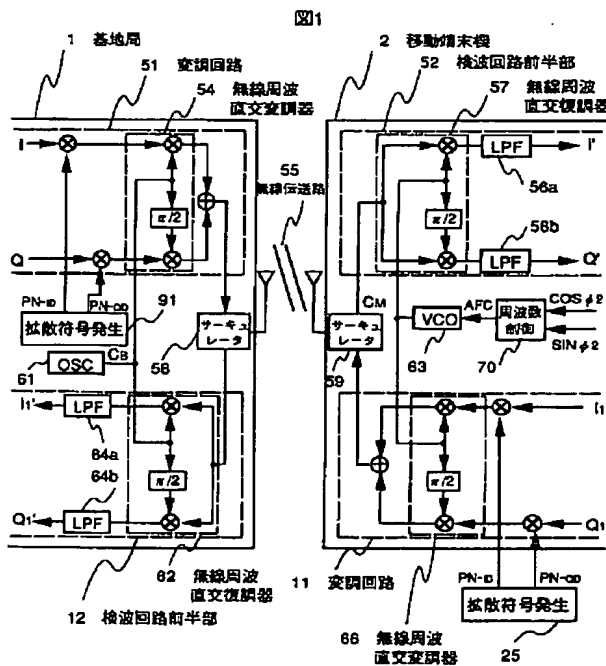 図1
1 基地局
2 移動端末機
51 変調回路
52 検波回路前半部
54 無線周波
直交変調器
57 無線周波
直交復調器
55
無線伝送路
I
LPF
I'
56a
π/2
π/2
56b
Q
LPF
Q'
PN-ID
PN-QD
拡散符号発生
91
58
サーキュ
レータ
CM
サーキュ
レータ
59
VCO
63
AFC
周波数
制御
70
COSφ2
SINφ2
OSC
61
CB
I1'
LPF
64a
I1
64b
π/2
π/2
Q1'
LPF
Q1
62 無線周波
直交復調器
12 検波回路前半部
11 変調回路
PN-ID
PN-QD
66 無線周波
直交変調器
拡散符号発生
25